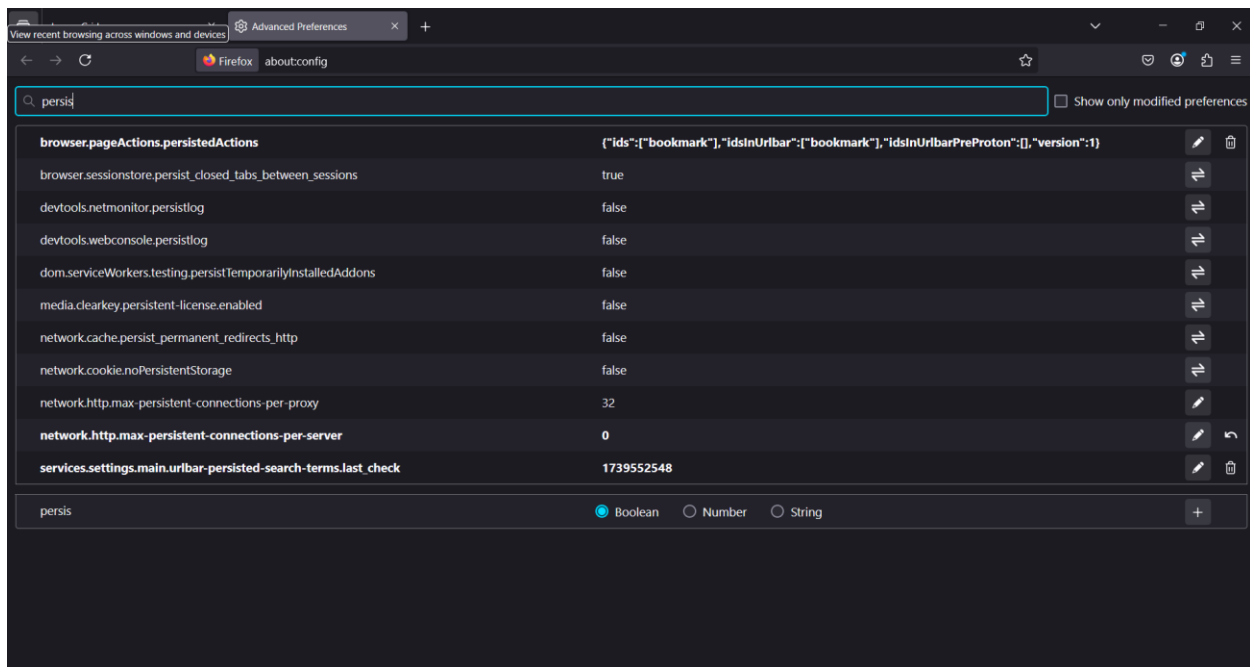 View recent browsing across windows and devices
Advanced Preferences
Firefox about:config
persis
Show only modified preferences
browser.pageActions.persistedActions {"ids":["bookmark"],"idsInUrlbar":["bookmark"],"idsInUrlbarPreProton":[],"version":1}
browser.sessionstore.persist_closed_tabs_between_sessions true
devtools.netmonitor.persistlog false
devtools.webconsole.persistlog false
dom.serviceWorkers.testing.persistTemporarilyInstalledAddons false
media.clearkey.persistent-license.enabled false
network.cache.persist_permanent_redirects_http false
network.cookie.noPersistentStorage false
network.http.max-persistent-connections-per-proxy 32
network.http.max-persistent-connections-per-server 0
services.settings.main.urlbar-persisted-search-terms.last_check 1739552548
persis Boolean Number String